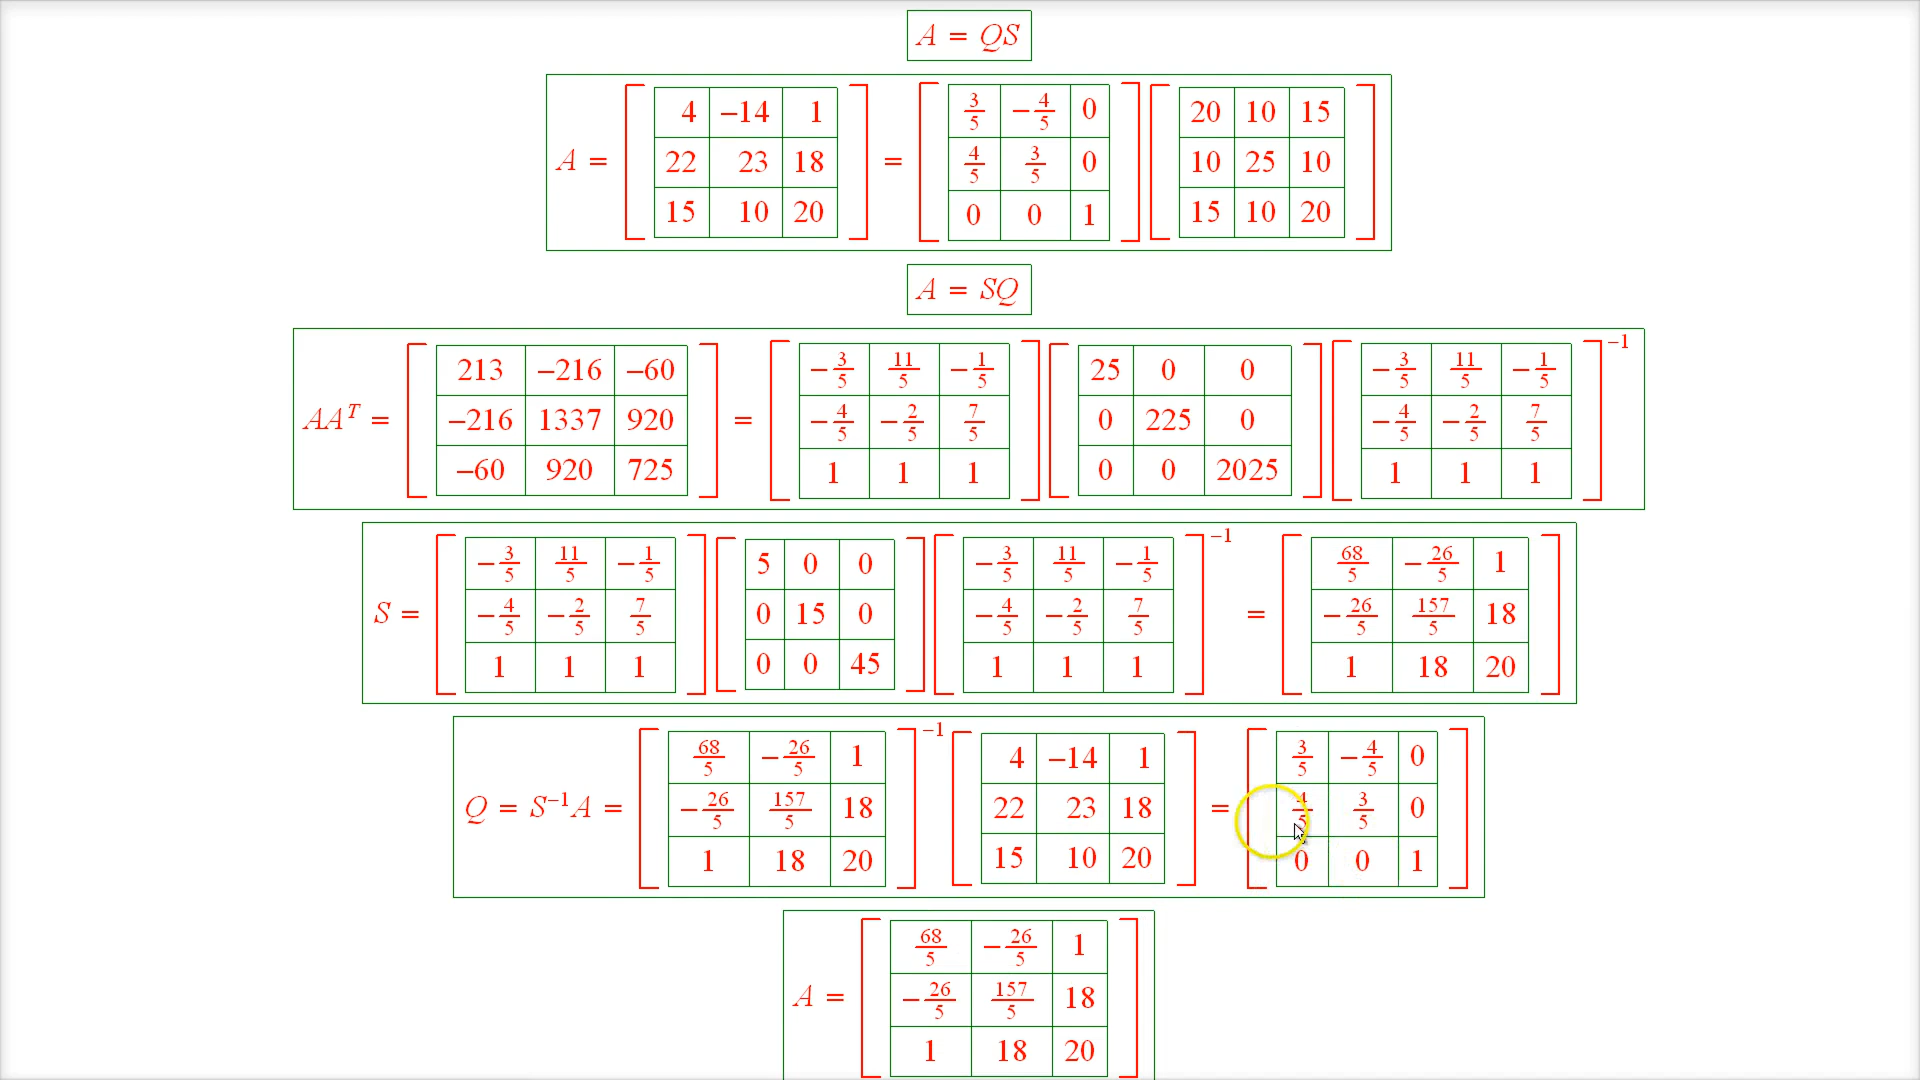 A = QS
A = [ 4 −14 1 ; 22 23 18 ; 15 10 20 ] = [ 3/5 −4/5 0 ; 4/5 3/5 0 ; 0 0 1 ] [ 20 10 15 ; 10 25 10 ; 15 10 20 ]
A = SQ
AA^T = [ 213 −216 −60 ; −216 1337 920 ; −60 920 725 ] = [ −3/5 11/5 −1/5 ; −4/5 −2/5 7/5 ; 1 1 1 ] [ 25 0 0 ; 0 225 0 ; 0 0 2025 ] [ −3/5 11/5 −1/5 ; −4/5 −2/5 7/5 ; 1 1 1 ]^−1
S = [ −3/5 11/5 −1/5 ; −4/5 −2/5 7/5 ; 1 1 1 ] [ 5 0 0 ; 0 15 0 ; 0 0 45 ] [ −3/5 11/5 −1/5 ; −4/5 −2/5 7/5 ; 1 1 1 ]^−1 = [ 68/5 −26/5 1 ; −26/5 157/5 18 ; 1 18 20 ]
Q = S^−1 A = [ 68/5 −26/5 1 ; −26/5 157/5 18 ; 1 18 20 ]^−1 [ 4 −14 1 ; 22 23 18 ; 15 10 20 ] = [ 3/5 −4/5 0 ; 4/5 3/5 0 ; 0 0 1 ]
A = [ 68/5 −26/5 1 ; −26/5 157/5 18 ; 1 18 20 ]